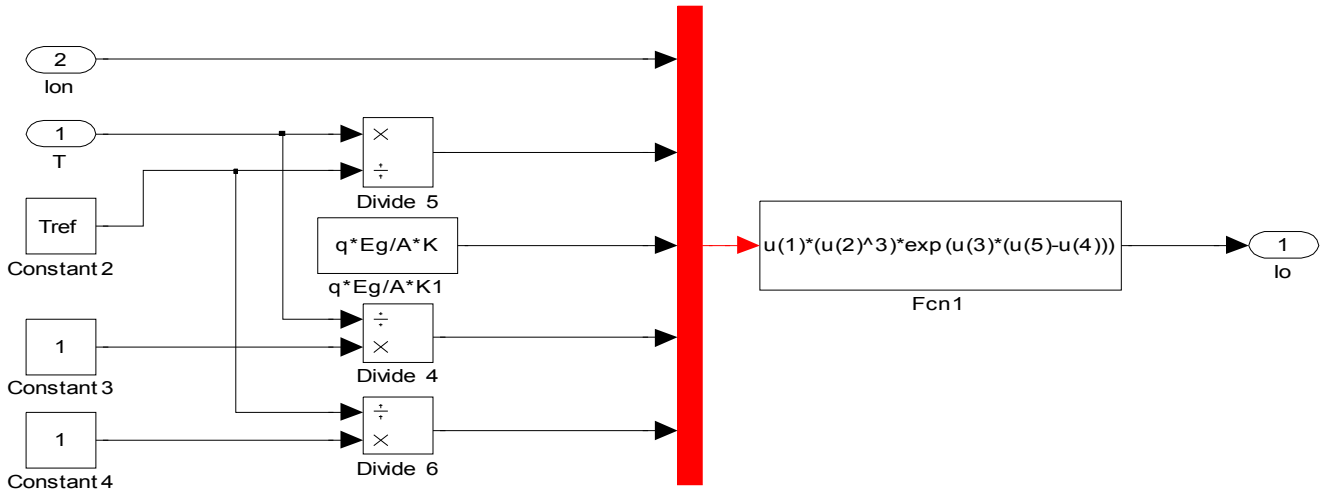 2
Ion
1
T
×
÷
Divide 5
Tref
Constant 2
q*Eg/A*K
q*Eg/A*K1
u(1)*(u(2)^3)*exp(u(3)*(u(5)-u(4)))
Fcn1
1
Io
÷
×
Divide 4
1
Constant 3
÷
×
Divide 6
1
Constant 4